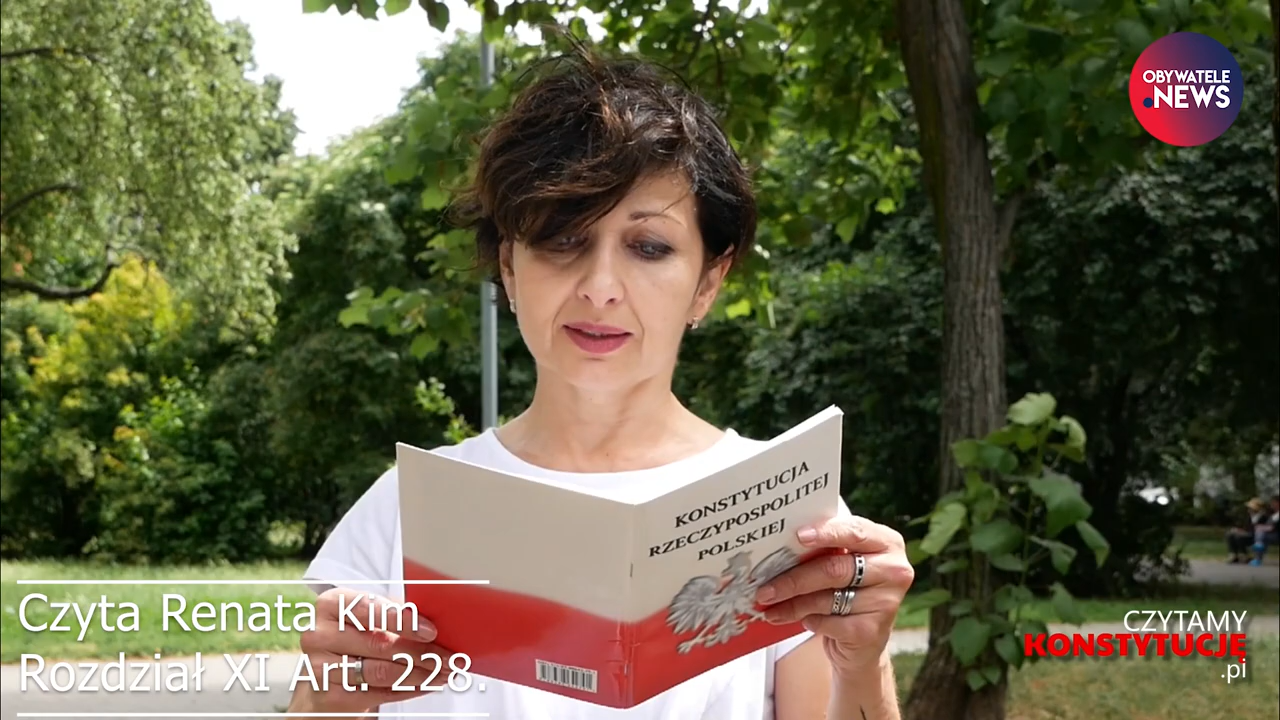 OBYWATELE
.NEWS
KONSTYTUCJA
RZECZYPOSPOLITEJ
POLSKIEJ
Czyta Renata Kim
Rozdział XI Art. 228.
CZYTAMY
KONSTYTUCJĘ
.pl